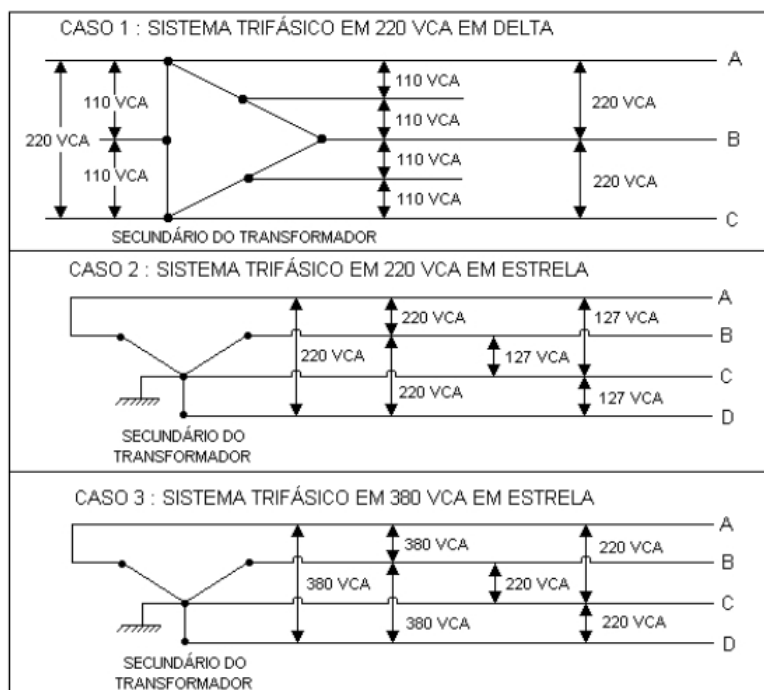 CASO 1 : SISTEMA TRIFÁSICO EM 220 VCA EM DELTA
A
110 VCA
110 VCA
110 VCA
220 VCA
220 VCA
B
110 VCA
110 VCA
110 VCA
220 VCA
C
SECUNDÁRIO DO TRANSFORMADOR
CASO 2 : SISTEMA TRIFÁSICO EM 220 VCA EM ESTRELA
A
220 VCA
127 VCA
B
220 VCA
127 VCA
C
220 VCA
127 VCA
D
SECUNDÁRIO DO
TRANSFORMADOR
CASO 3 : SISTEMA TRIFÁSICO EM 380 VCA EM ESTRELA
A
380 VCA
220 VCA
B
380 VCA
220 VCA
C
380 VCA
220 VCA
D
SECUNDÁRIO DO
TRANSFORMADOR